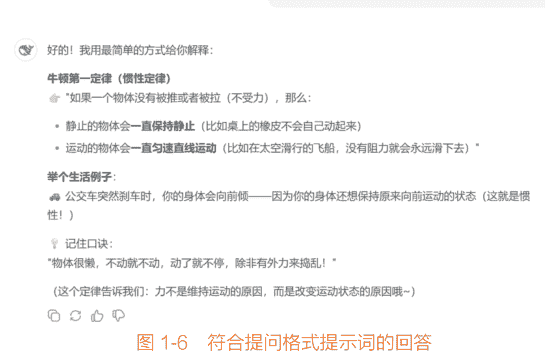 好的！我用最简单的方式给你解释：
牛顿第一定律（惯性定律）
"如果一个物体没有被推或者被拉（不受力），那么：
• 静止的物体会一直保持静止（比如桌上的橡皮不会自己动起来）
• 运动的物体会一直匀速直线运动（比如在太空滑行的飞船，没有阻力就会永远滑下去）"
举个生活例子：
公交车突然刹车时，你的身体会向前倾——因为你的身体还想保持原来向前运动的状态（这就是惯
性！）
记住口诀：
"物体很懒，不动就不动，动了就不停，除非有外力来捣乱！"
（这个定律告诉我们：力不是维持运动的原因，而是改变运动状态的原因哦~）
图 1-6 符合提问格式提示词的回答